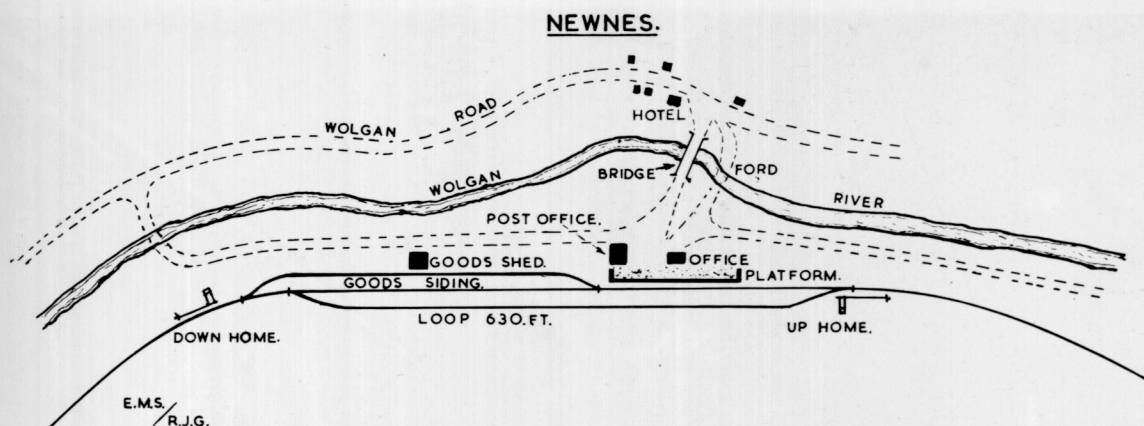 NEWNES.
WOLGAN ROAD
HOTEL
WOLGAN RIVER
BRIDGE
FORD
POST OFFICE.
GOODS SHED.
OFFICE
PLATFORM.
GOODS SIDING.
LOOP 630.FT.
DOWN HOME.
UP HOME.
E.M.S.
R.J.G.